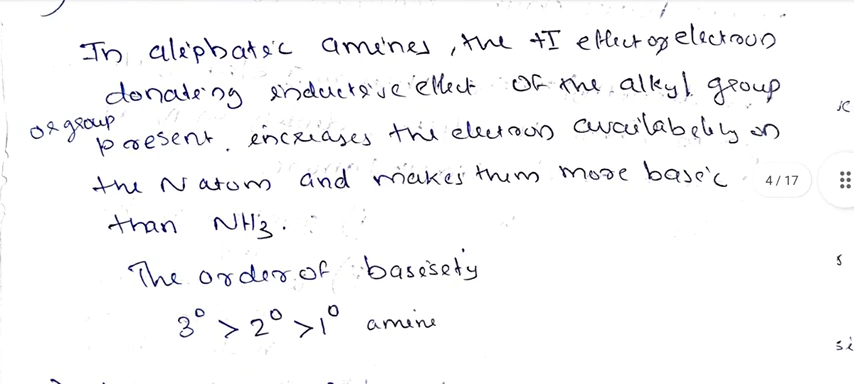 In aliphatic amines, the +I effect or electron
donating inductive effect of the alkyl group
or group
present. increases the electron availability on
the N atom and makes them more basic
4/17
than NH3.
The order of basisety
3° > 2° > 1° amine